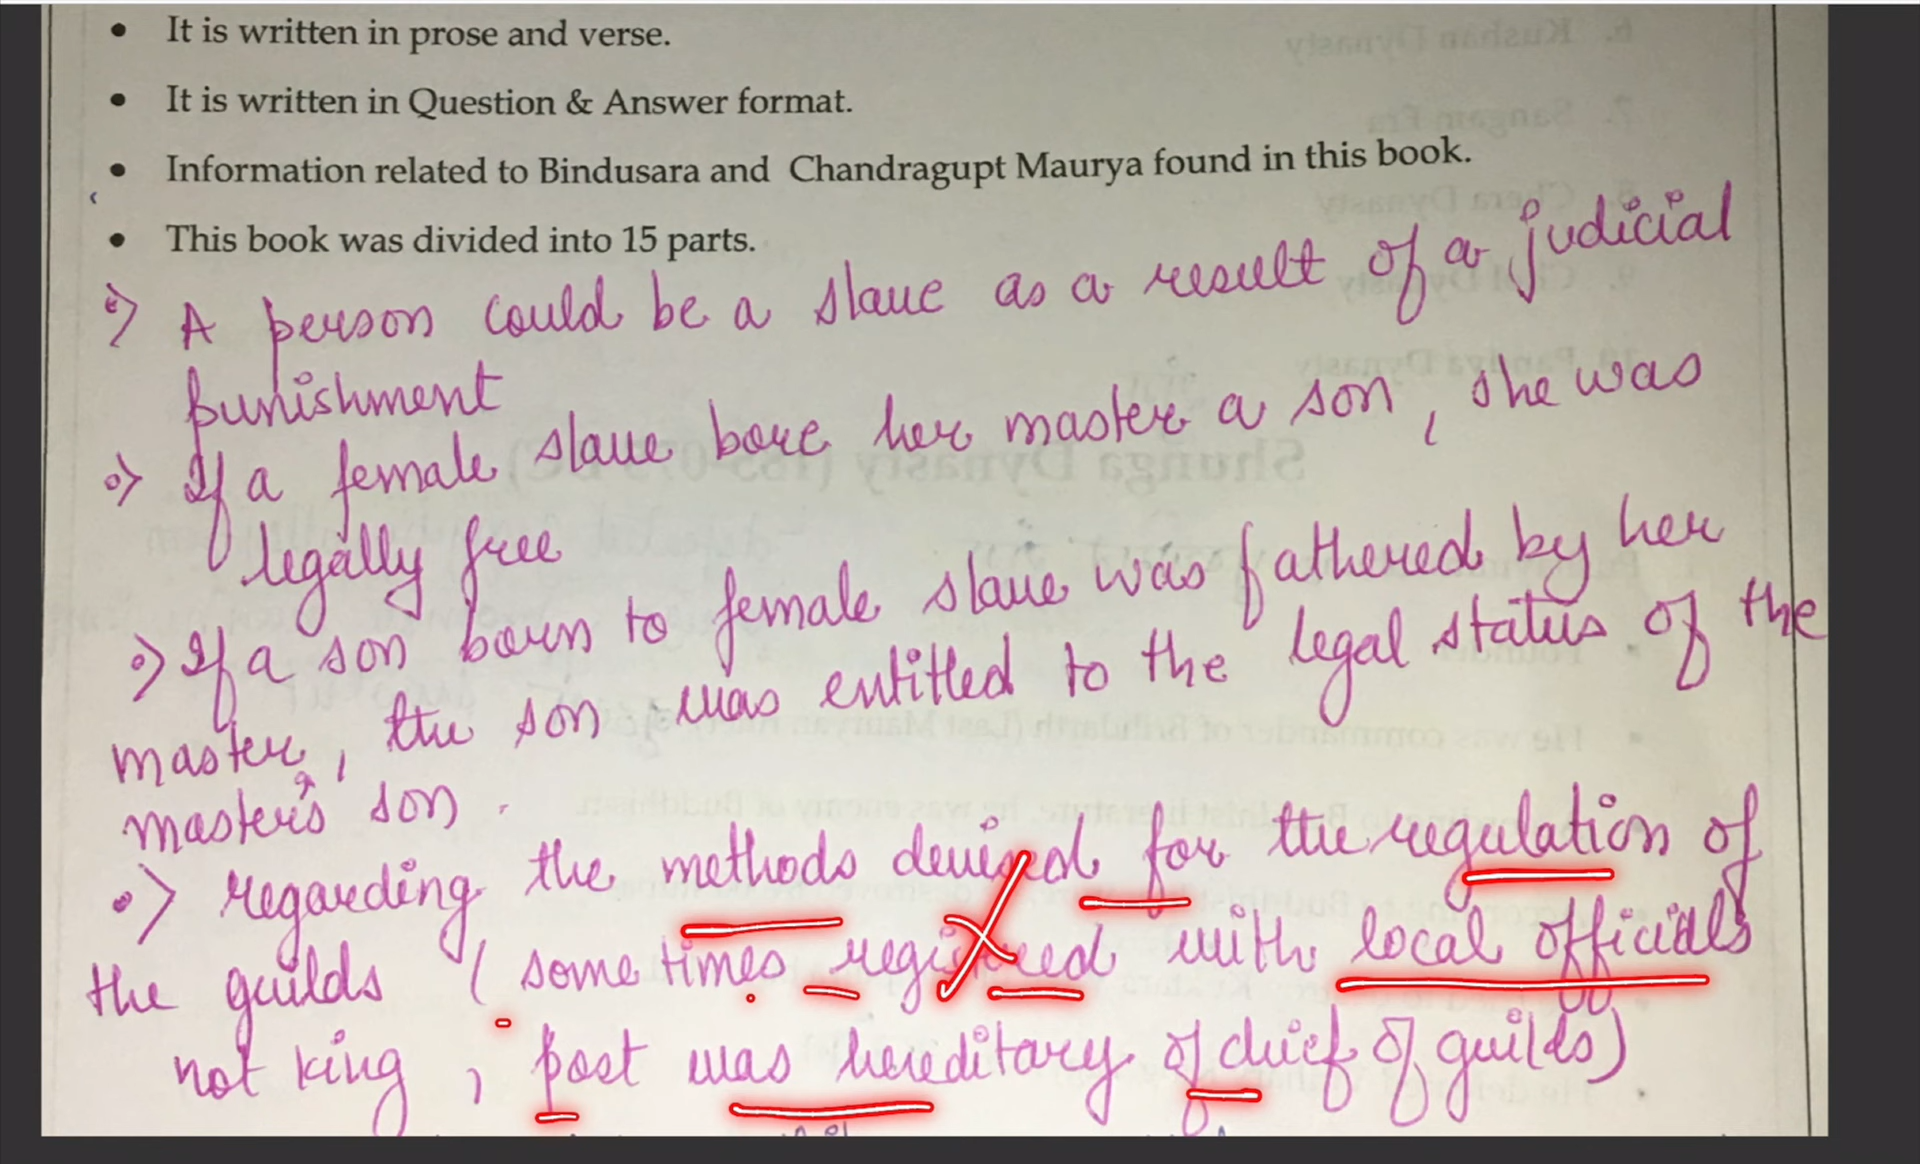 • It is written in prose and verse.
• It is written in Question & Answer format.
• Information related to Bindusara and Chandragupt Maurya found in this book.
• This book was divided into 15 parts.
A person could be a slave as a result of a judicial
punishment
If a female slave bore her master a son, she was
legally free
If a son born to female slave was fathered by her
master, the son was entitled to the legal status of the
master's son.
regarding the methods devised for the regulation of
the guilds (some times registered with local officials
not king, post was hereditary of chief of guilds)